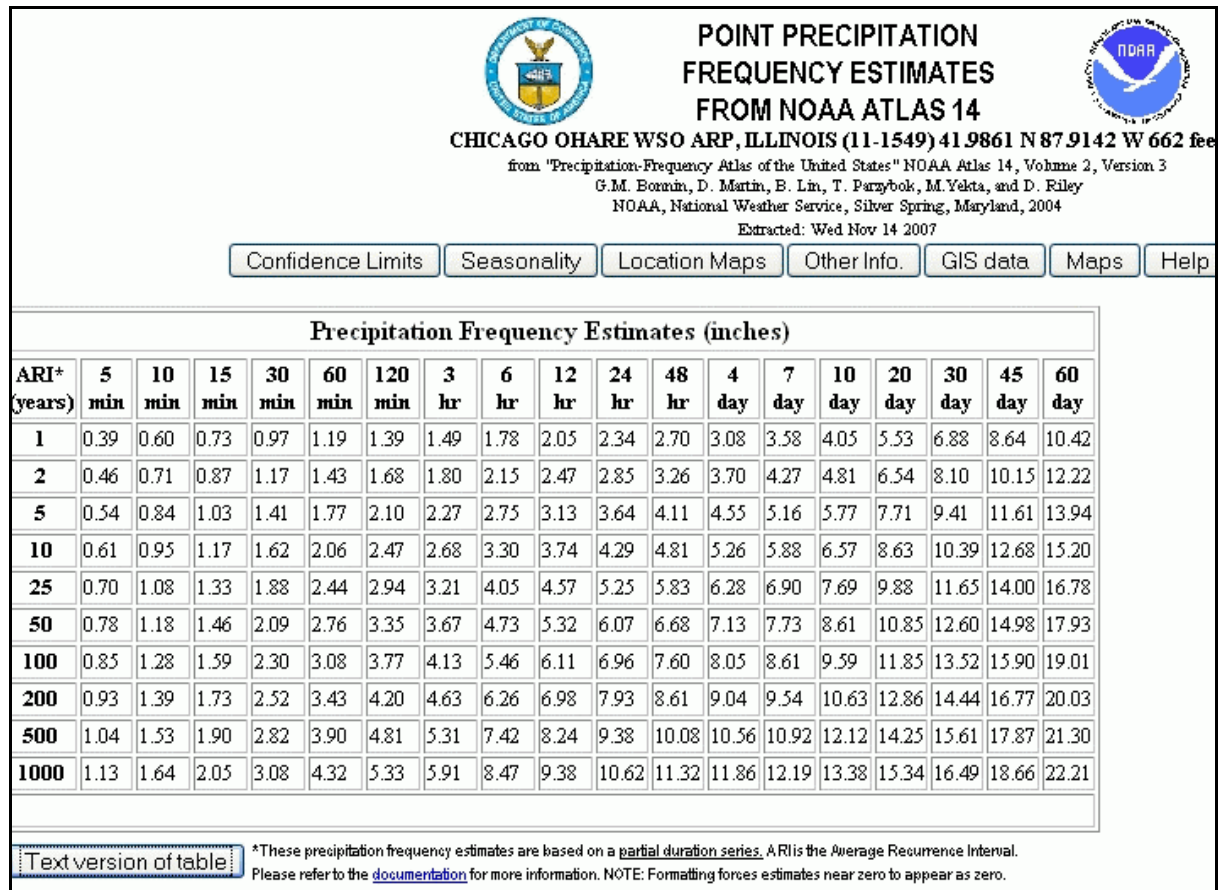 POINT PRECIPITATION
FREQUENCY ESTIMATES
FROM NOAA ATLAS 14
CHICAGO OHARE WSO ARP, ILLINOIS (11-1549) 41.9861 N 87.9142 W 662 fee
from "Precipitation-Frequency Atlas of the United States" NOAA Atlas 14, Volume 2, Version 3
G.M. Bonnin, D. Martin, B. Lin, T. Parzybok, M.Yekta, and D. Riley
NOAA, National Weather Service, Silver Spring, Maryland, 2004
Extracted: Wed Nov 14 2007
Confidence Limits Seasonality Location Maps Other Info. GIS data Maps Help
Precipitation Frequency Estimates (inches)
ARI* 5 10 15 30 60 120 3 6 12 24 48 4 7 10 20 30 45 60
(years) min min min min min min hr hr hr hr hr day day day day day day day
1 0.39 0.60 0.73 0.97 1.19 1.39 1.49 1.78 2.05 2.34 2.70 3.08 3.58 4.05 5.53 6.88 8.64 10.42
2 0.46 0.71 0.87 1.17 1.43 1.68 1.80 2.15 2.47 2.85 3.26 3.70 4.27 4.81 6.54 8.10 10.15 12.22
5 0.54 0.84 1.03 1.41 1.77 2.10 2.27 2.75 3.13 3.64 4.11 4.55 5.16 5.77 7.71 9.41 11.61 13.94
10 0.61 0.95 1.17 1.62 2.06 2.47 2.68 3.30 3.74 4.29 4.81 5.26 5.88 6.57 8.63 10.39 12.68 15.20
25 0.70 1.08 1.33 1.88 2.44 2.94 3.21 4.05 4.57 5.25 5.83 6.28 6.90 7.69 9.88 11.65 14.00 16.78
50 0.78 1.18 1.46 2.09 2.76 3.35 3.67 4.73 5.32 6.07 6.68 7.13 7.73 8.61 10.85 12.60 14.98 17.93
100 0.85 1.28 1.59 2.30 3.08 3.77 4.13 5.46 6.11 6.96 7.60 8.05 8.61 9.59 11.85 13.52 15.90 19.01
200 0.93 1.39 1.73 2.52 3.43 4.20 4.63 6.26 6.98 7.93 8.61 9.04 9.54 10.63 12.86 14.44 16.77 20.03
500 1.04 1.53 1.90 2.82 3.90 4.81 5.31 7.42 8.24 9.38 10.08 10.56 10.92 12.12 14.25 15.61 17.87 21.30
1000 1.13 1.64 2.05 3.08 4.32 5.33 5.91 8.47 9.38 10.62 11.32 11.86 12.19 13.38 15.34 16.49 18.66 22.21
Text version of table
*These precipitation frequency estimates are based on a partial duration series. ARI is the Average Recurrence Interval.
Please refer to the documentation for more information. NOTE: Formatting forces estimates near zero to appear as zero.